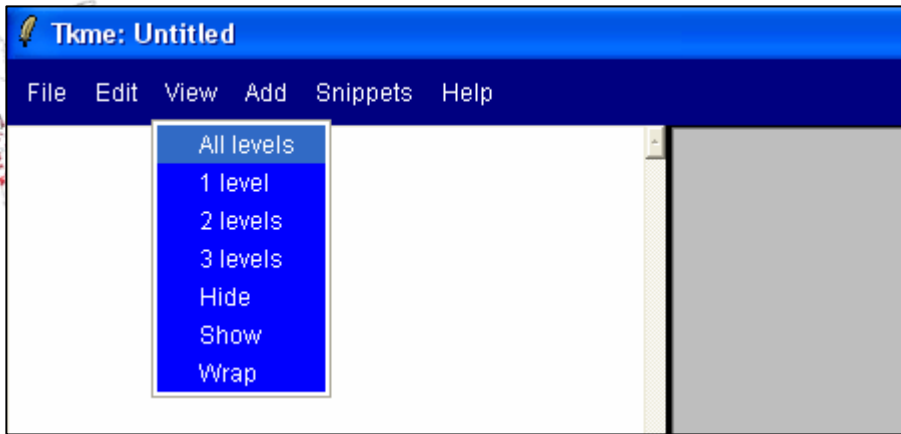 Tkme: Untitled
File Edit View Add Snippets Help
All levels
1 level
2 levels
3 levels
Hide
Show
Wrap